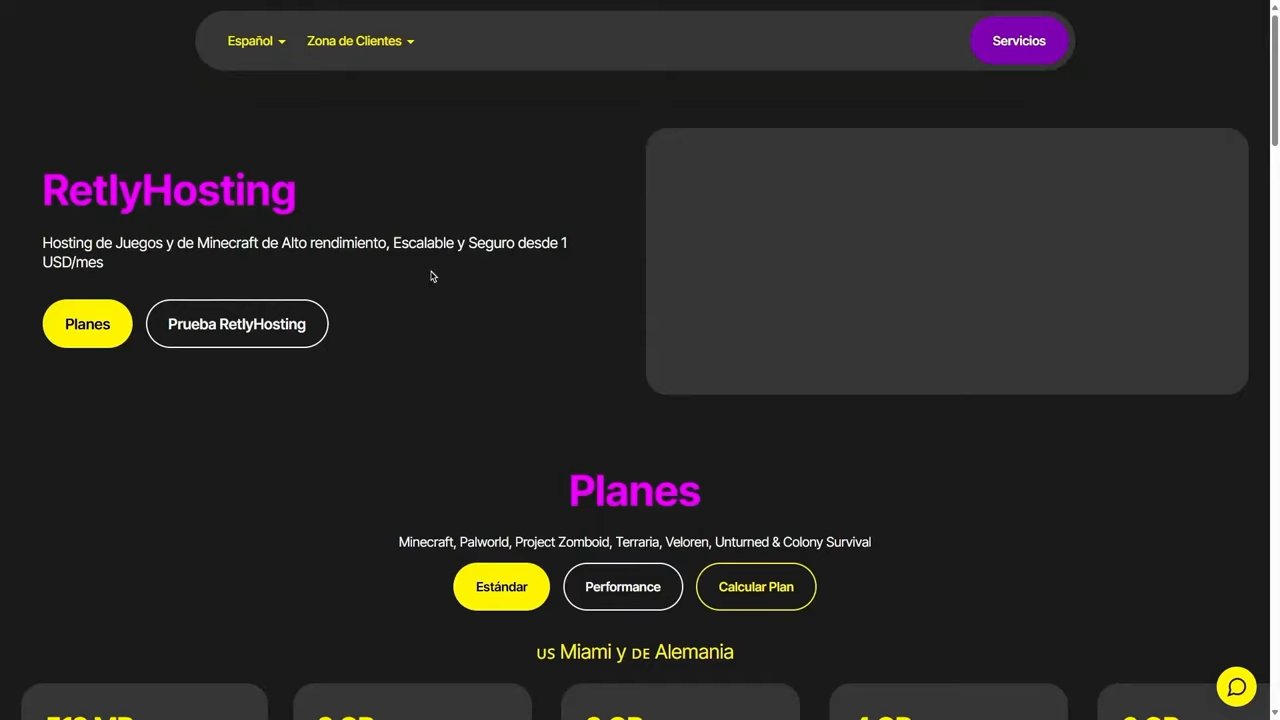 Español
Zona de Clientes
Servicios
RetlyHosting
Hosting de Juegos y de Minecraft de Alto rendimiento, Escalable y Seguro desde 1
USD/mes
Planes
Prueba RetlyHosting
Planes
Minecraft, Palworld, Project Zomboid, Terraria, Veloren, Unturned & Colony Survival
Estándar
Performance
Calcular Plan
US Miami y DE Alemania